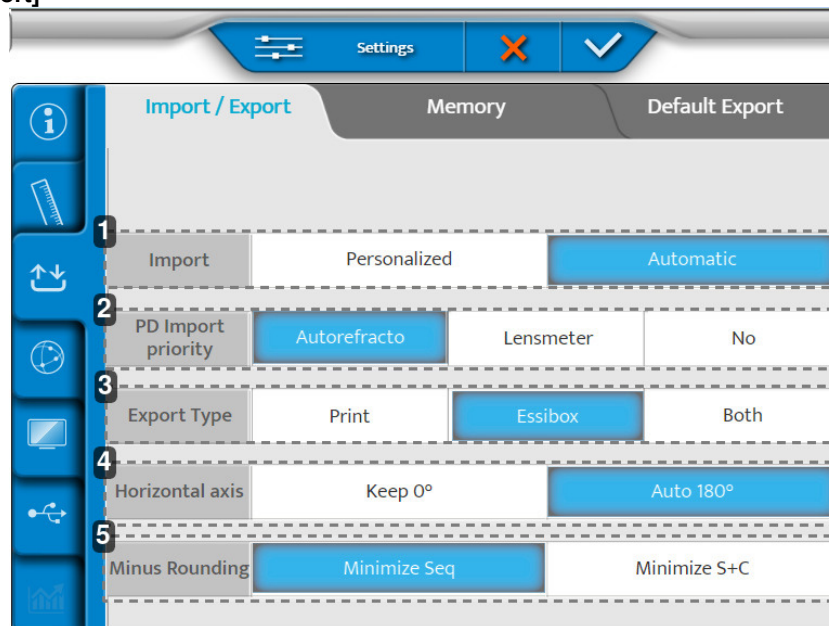 Settings
Import / Export Memory Default Export
1
Import Personalized Automatic
2
PD Import
priority Autorefracto Lensmeter No
3
Export Type Print Essibox Both
4
Horizontal axis Keep 0° Auto 180°
5
Minus Rounding Minimize Seq Minimize S+C